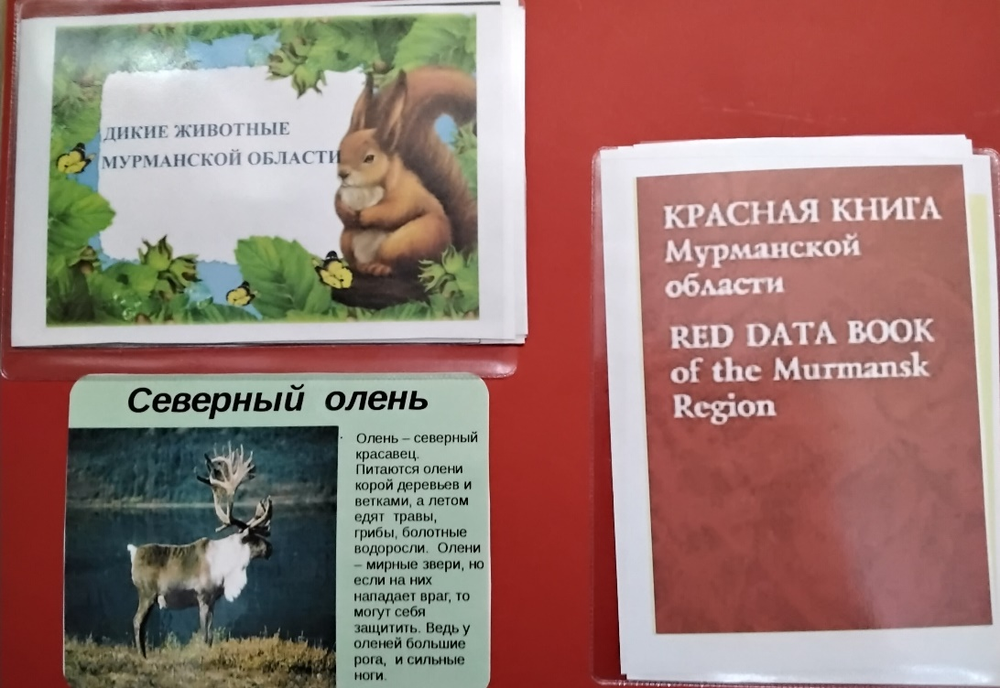 ДИКИЕ ЖИВОТНЫЕ
МУРМАНСКОЙ ОБЛАСТИ
Северный олень
Олень – северный
красавец.
Питаются олени
корой деревьев и
ветками, а летом
едят травы,
грибы, болотные
водоросли. Олени
– мирные звери, но
если на них
нападает враг, то
могут себя
защитить. Ведь у
оленей большие
рога, и сильные
ноги.
КРАСНАЯ КНИГА
Мурманской
области
RED DATA BOOK
of the Murmansk
Region